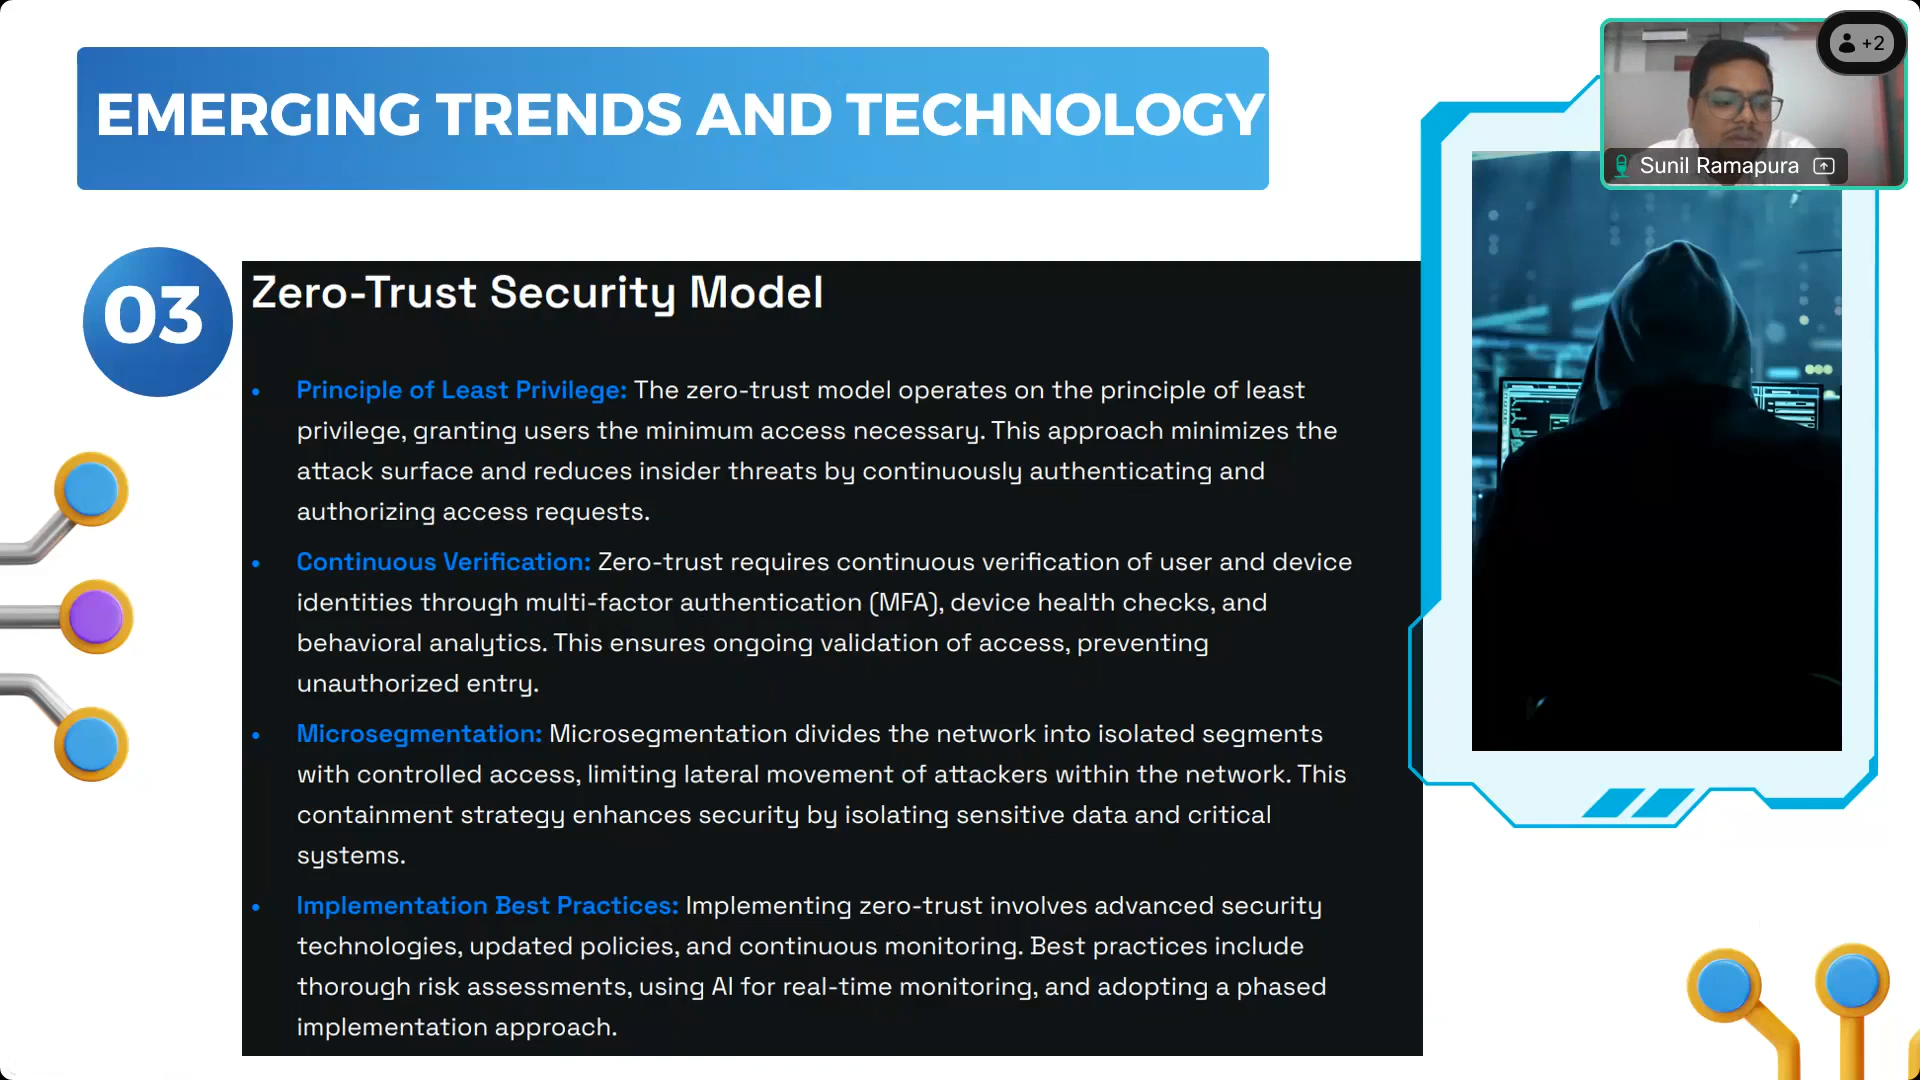 EMERGING TRENDS AND TECHNOLOGY
+2
Sunil Ramapura
03
Zero-Trust Security Model
• Principle of Least Privilege: The zero-trust model operates on the principle of least
privilege, granting users the minimum access necessary. This approach minimizes the
attack surface and reduces insider threats by continuously authenticating and
authorizing access requests.
• Continuous Verification: Zero-trust requires continuous verification of user and device
identities through multi-factor authentication (MFA), device health checks, and
behavioral analytics. This ensures ongoing validation of access, preventing
unauthorized entry.
• Microsegmentation: Microsegmentation divides the network into isolated segments
with controlled access, limiting lateral movement of attackers within the network. This
containment strategy enhances security by isolating sensitive data and critical
systems.
• Implementation Best Practices: Implementing zero-trust involves advanced security
technologies, updated policies, and continuous monitoring. Best practices include
thorough risk assessments, using AI for real-time monitoring, and adopting a phased
implementation approach.